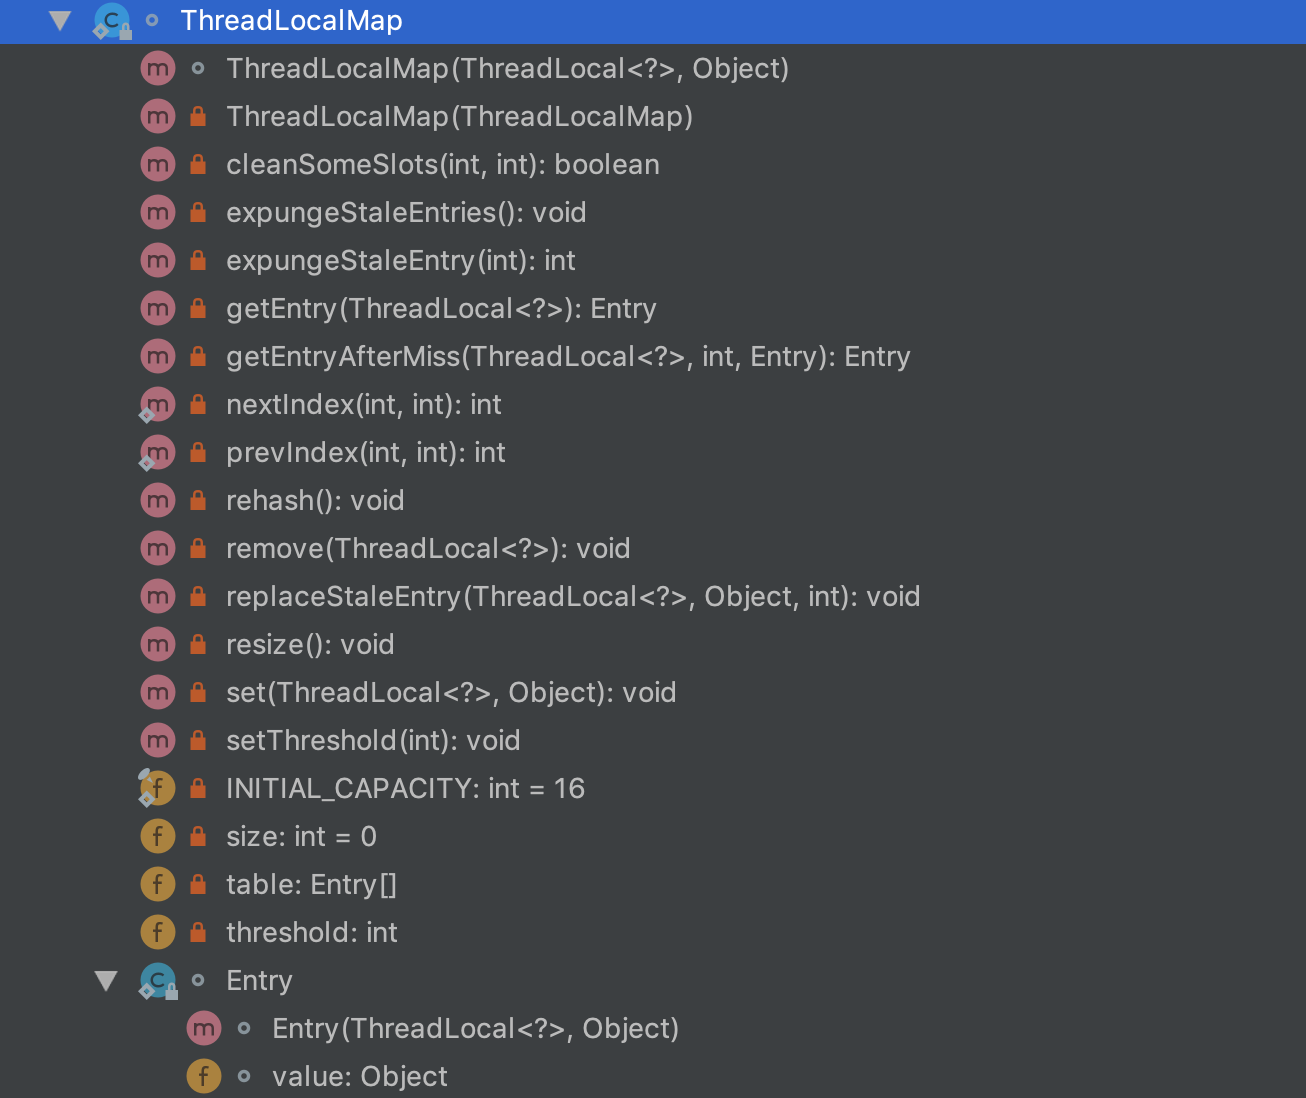 ThreadLocalMap
ThreadLocalMap(ThreadLocal<?>, Object)
ThreadLocalMap(ThreadLocalMap)
cleanSomeSlots(int, int): boolean
expungeStaleEntries(): void
expungeStaleEntry(int): int
getEntry(ThreadLocal<?>): Entry
getEntryAfterMiss(ThreadLocal<?>, int, Entry): Entry
nextIndex(int, int): int
prevIndex(int, int): int
rehash(): void
remove(ThreadLocal<?>): void
replaceStaleEntry(ThreadLocal<?>, Object, int): void
resize(): void
set(ThreadLocal<?>, Object): void
setThreshold(int): void
INITIAL_CAPACITY: int = 16
size: int = 0
table: Entry[]
threshold: int
Entry
Entry(ThreadLocal<?>, Object)
value: Object